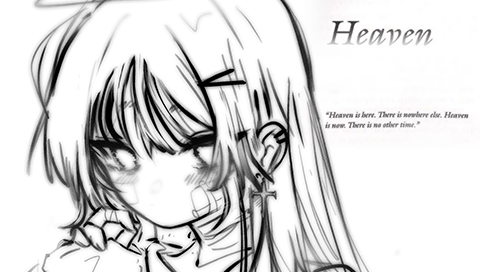 Heaven
“Heaven is here. There is nowhere else. Heaven
is now. There is no other time.”